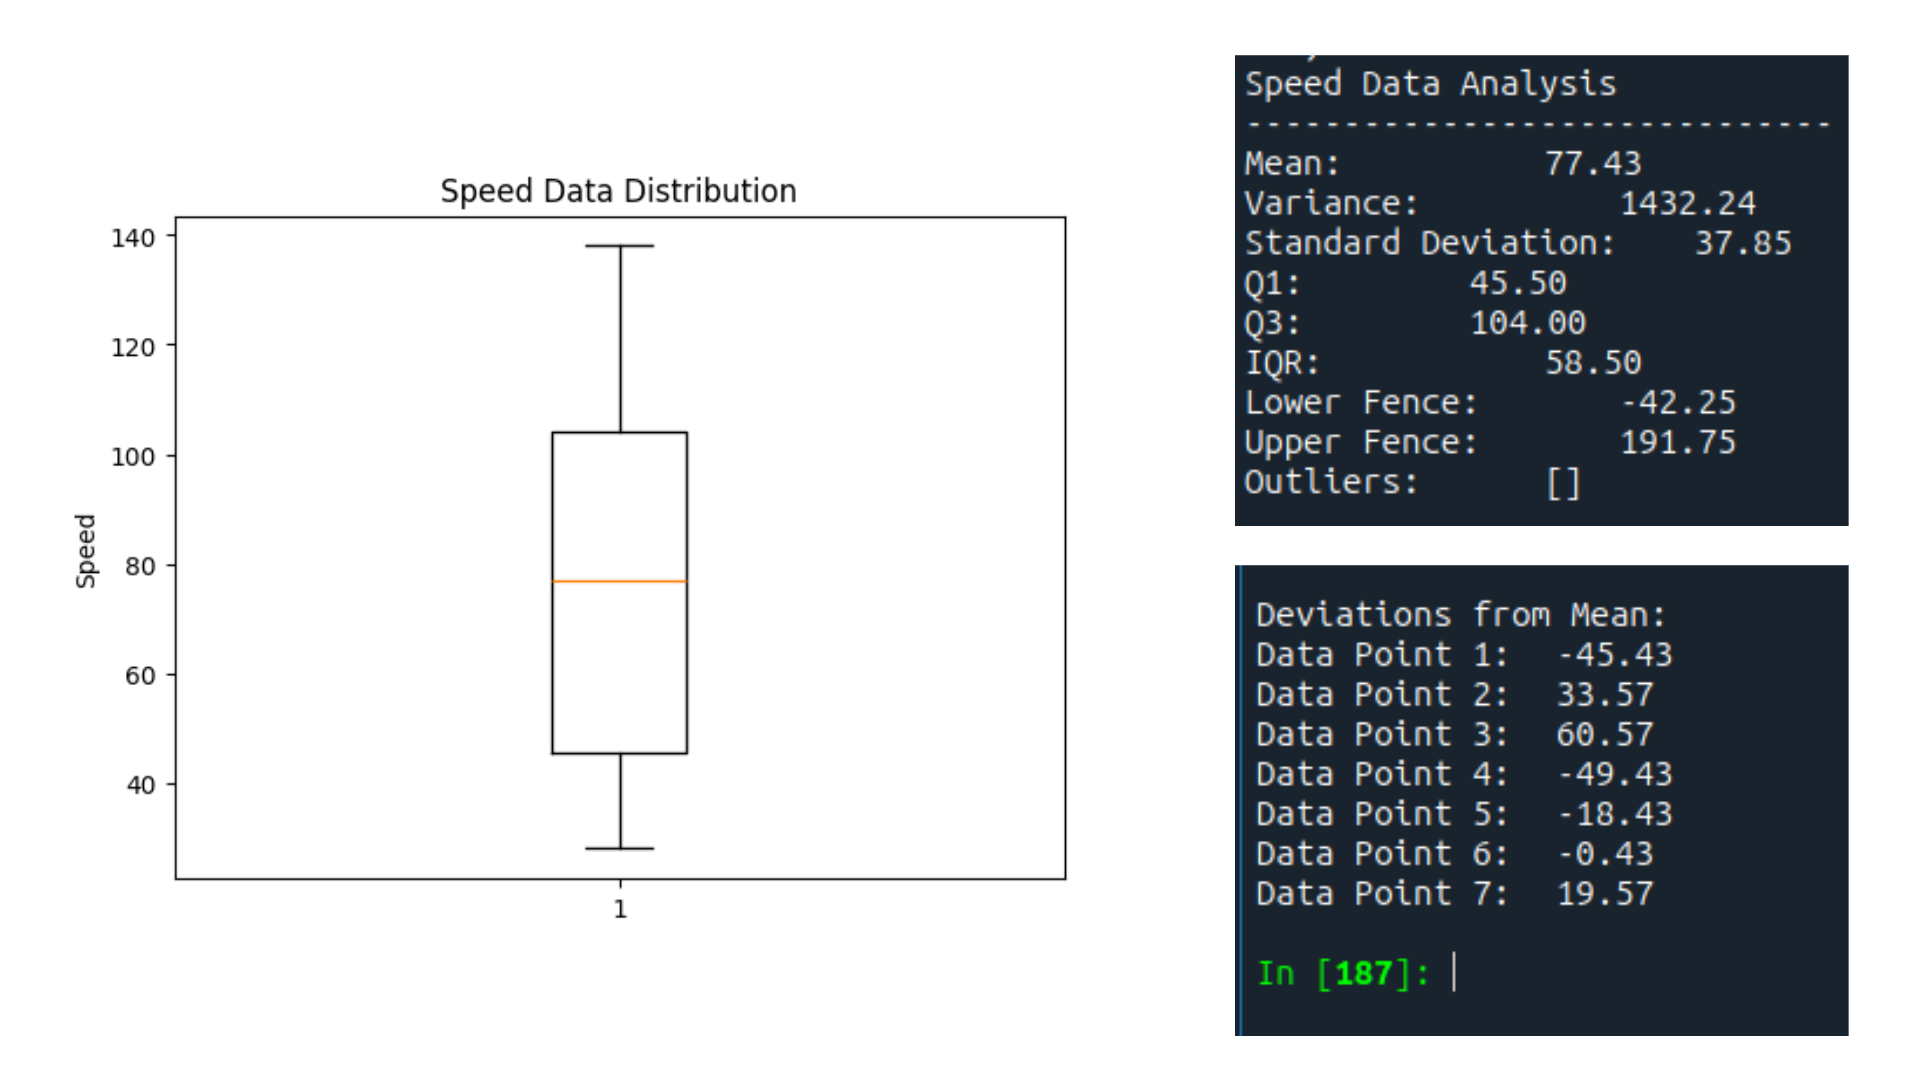 Speed Data Distribution
140
120
100
80
60
40
Speed
1
Speed Data Analysis
-------------------------------
Mean: 77.43
Variance: 1432.24
Standard Deviation: 37.85
Q1: 45.50
Q3: 104.00
IQR: 58.50
Lower Fence: -42.25
Upper Fence: 191.75
Outliers: []
Deviations from Mean:
Data Point 1: -45.43
Data Point 2: 33.57
Data Point 3: 60.57
Data Point 4: -49.43
Data Point 5: -18.43
Data Point 6: -0.43
Data Point 7: 19.57
In [187]: